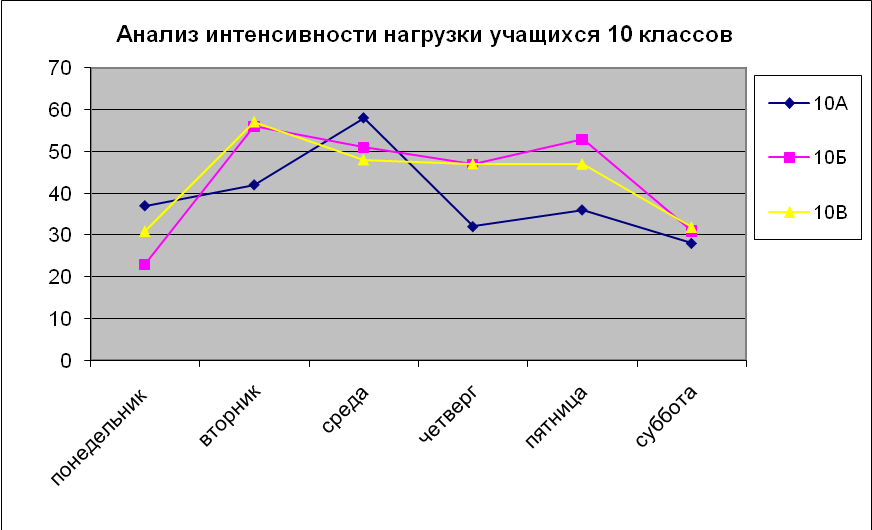 Анализ интенсивности нагрузки учащихся 10 классов
70
60
50
40
30
20
10
0
понедельник
вторник
среда
четверг
пятница
суббота
10А
10Б
10В